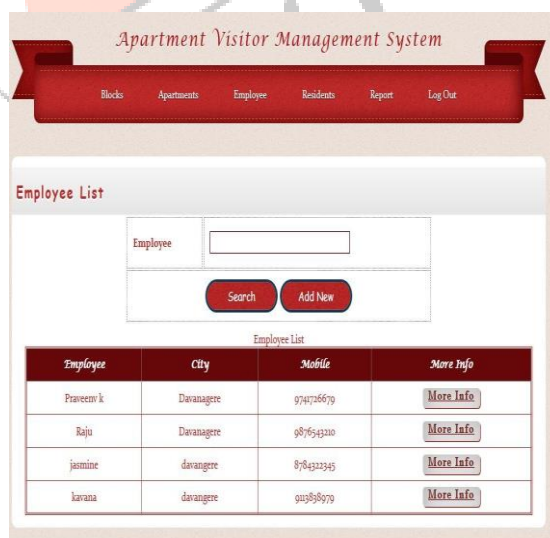 Apartment Visitor Management System
Blocks Apartments Employee Residents Report Log Out
Employee List
Employee
Search Add New
Employee List
Employee City Mobile More Info
Praveenv k Davanagere 9741726679 More Info
Raju Davanagere 9876543210 More Info
jasmine davangere 8784322345 More Info
kavana davangere 9113838979 More Info